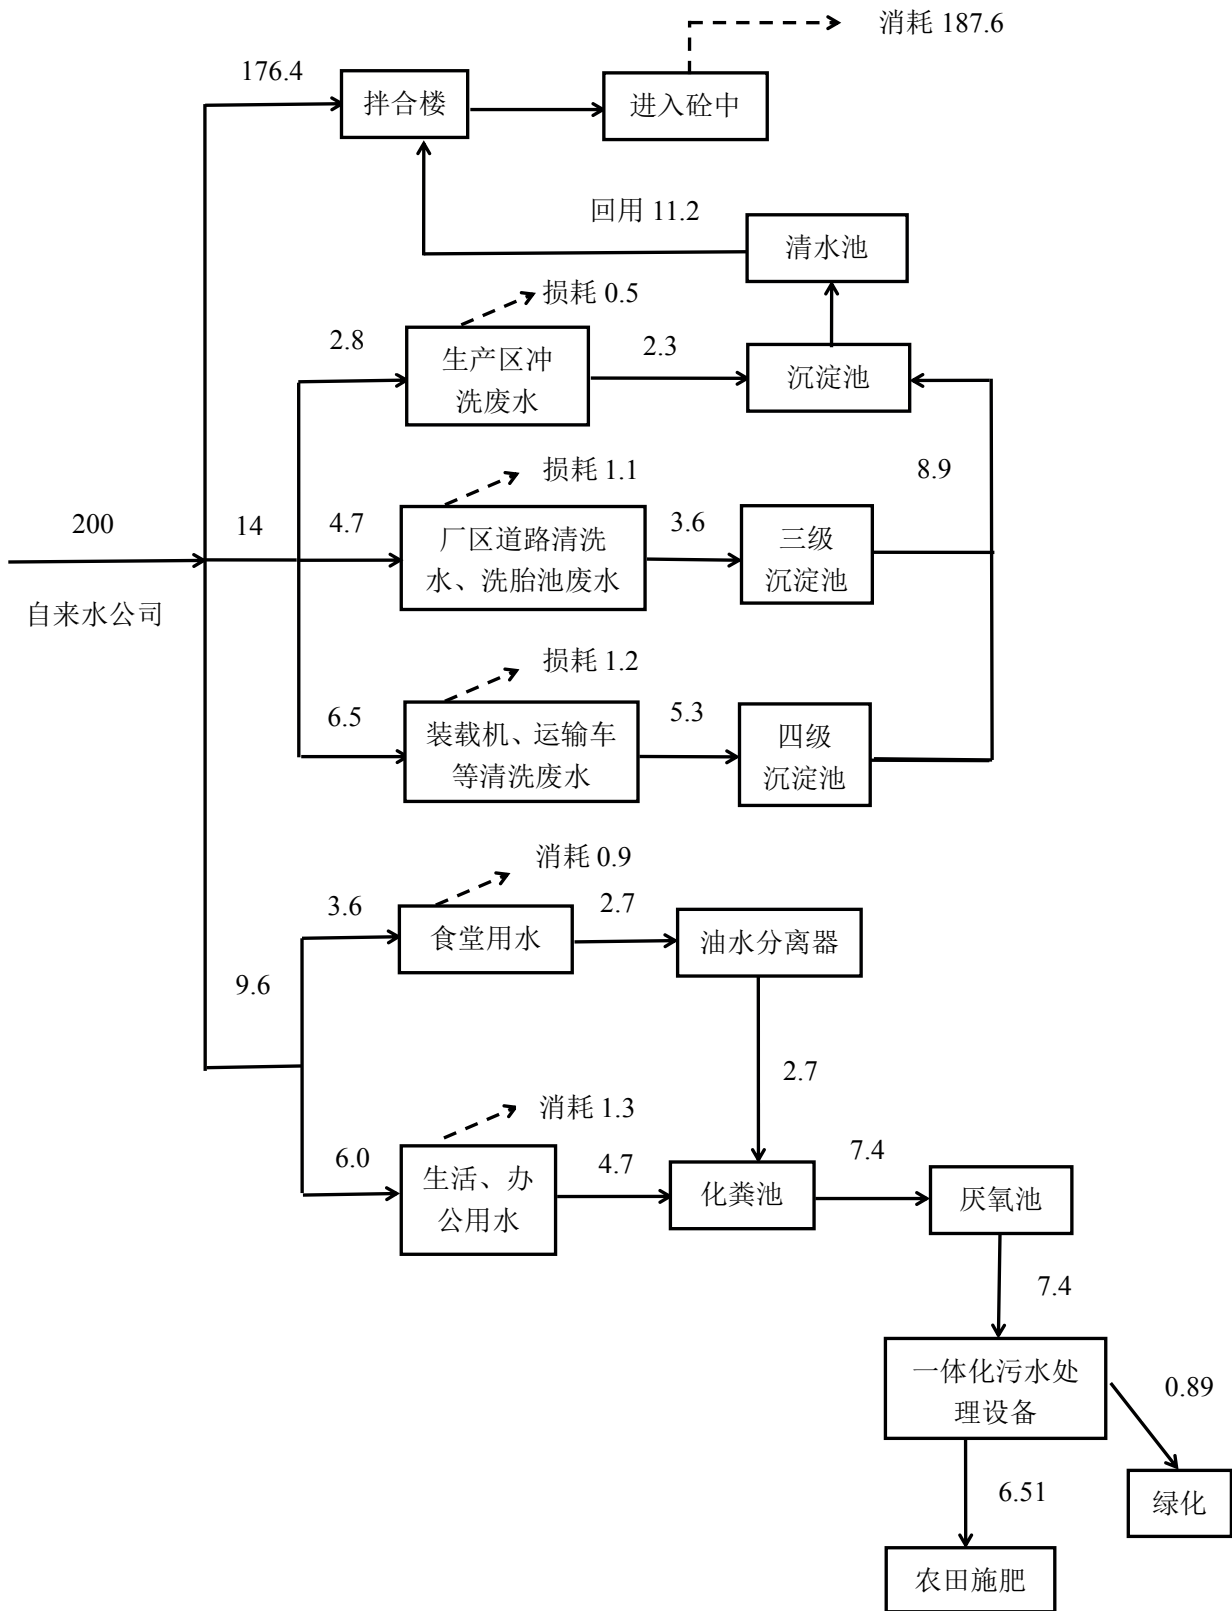 消耗 187.6
176.4
拌合楼
进入砼中
回用 11.2
清水池
损耗 0.5
2.8
生产区冲
洗废水
2.3
沉淀池
损耗 1.1
8.9
200
14
4.7
厂区道路清洗
水、洗胎池废水
3.6
三级
沉淀池
自来水公司
损耗 1.2
6.5
装载机、运输车
等清洗废水
5.3
四级
沉淀池
消耗 0.9
3.6
食堂用水
2.7
油水分离器
9.6
2.7
消耗 1.3
6.0
生活、办
公用水
4.7
化粪池
7.4
厌氧池
7.4
一体化污水处
理设备
0.89
6.51
绿化
农田施肥